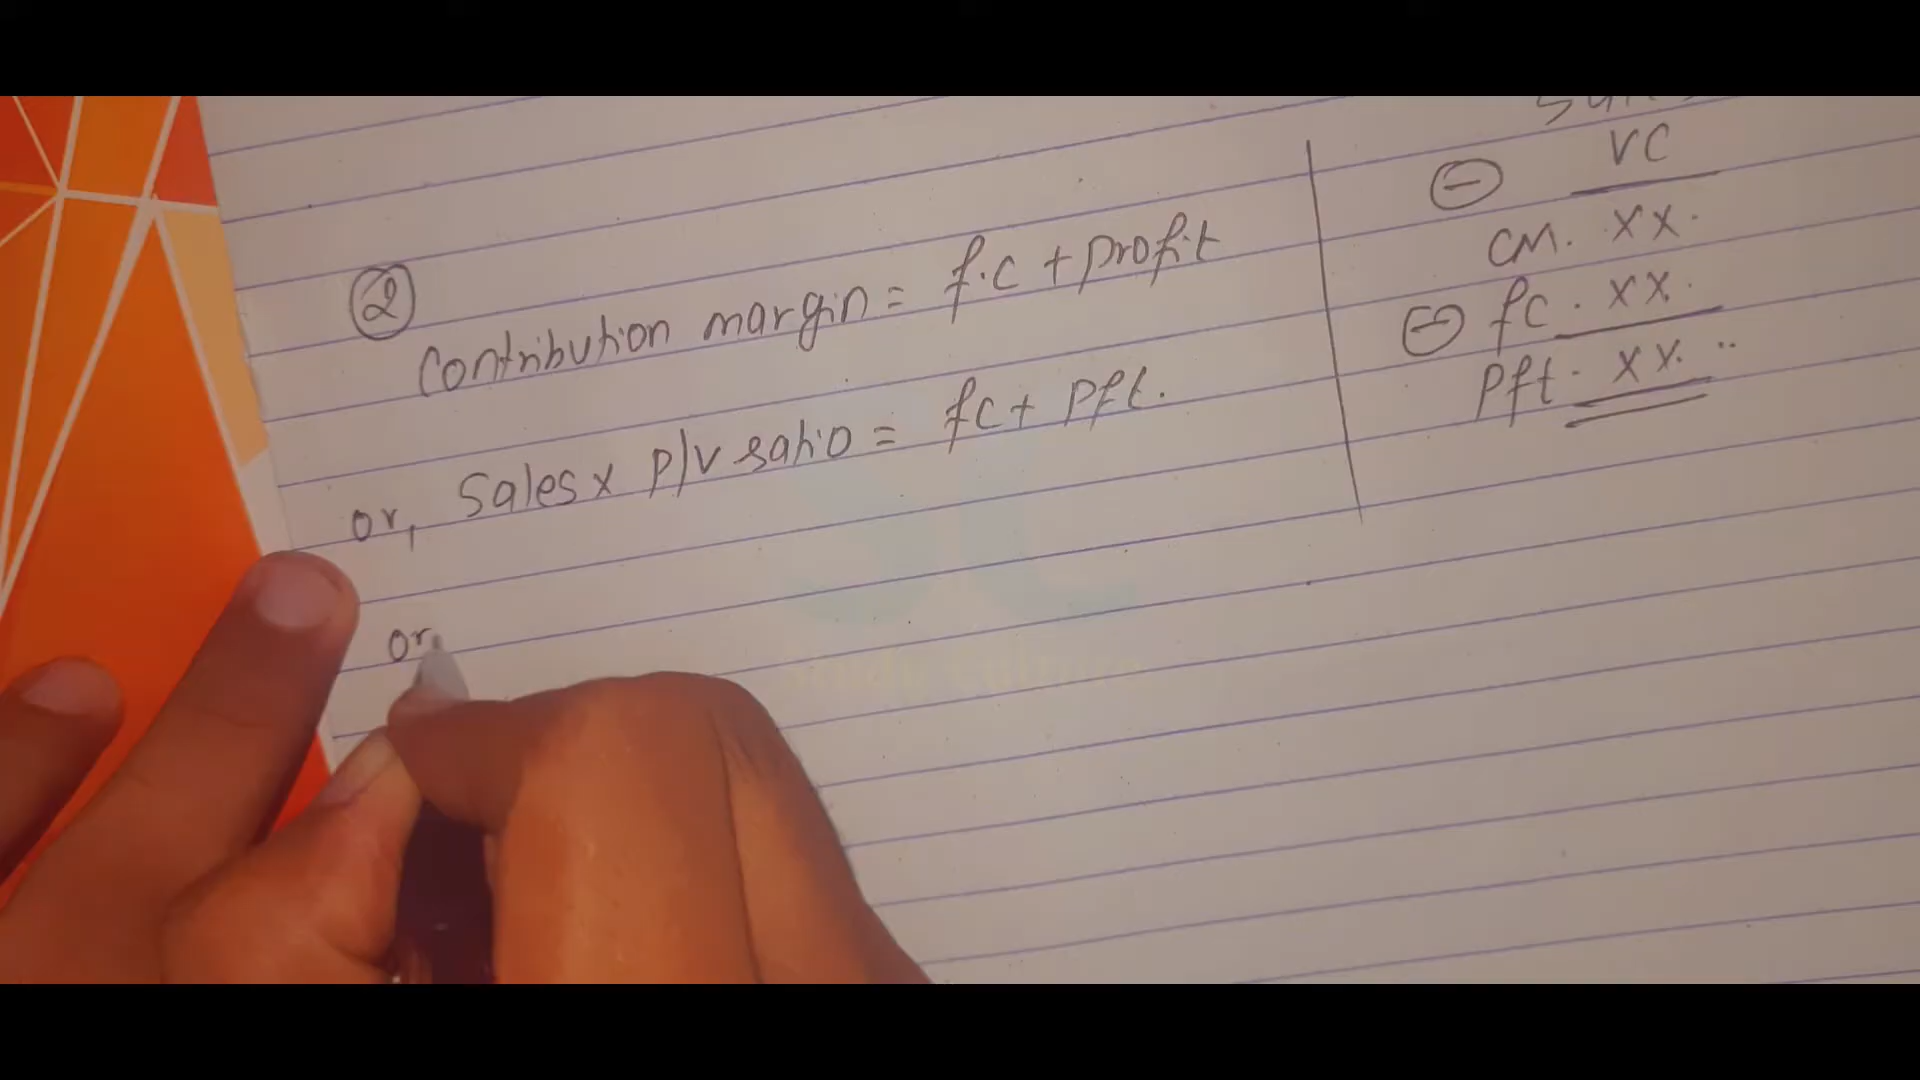 ②
Contribution margin = f.c + profit
or, Sales x p/v ratio = fc + pft.
or,
⊖ VC
CM. xx.
⊖ fc. xx.
pft. xx. ..